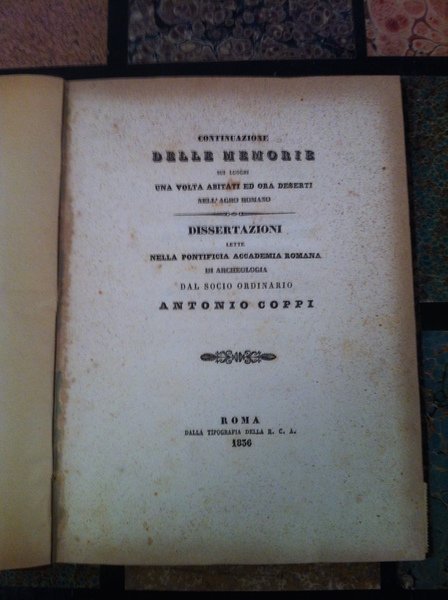 CONTINUAZIONE
DELLE MEMORIE
SUI LUOGHI
UNA VOLTA ABITATI ED ORA DESERTI
NELL'AGRO ROMANO
DISSERTAZIONI
LETTE
NELLA PONTIFICIA ACCADEMIA ROMANA
DI ARCHEOLOGIA
DAL SOCIO ORDINARIO
ANTONIO COPPI
ROMA
DALLA TIPOGRAFIA DELLA R. C. A.
1836